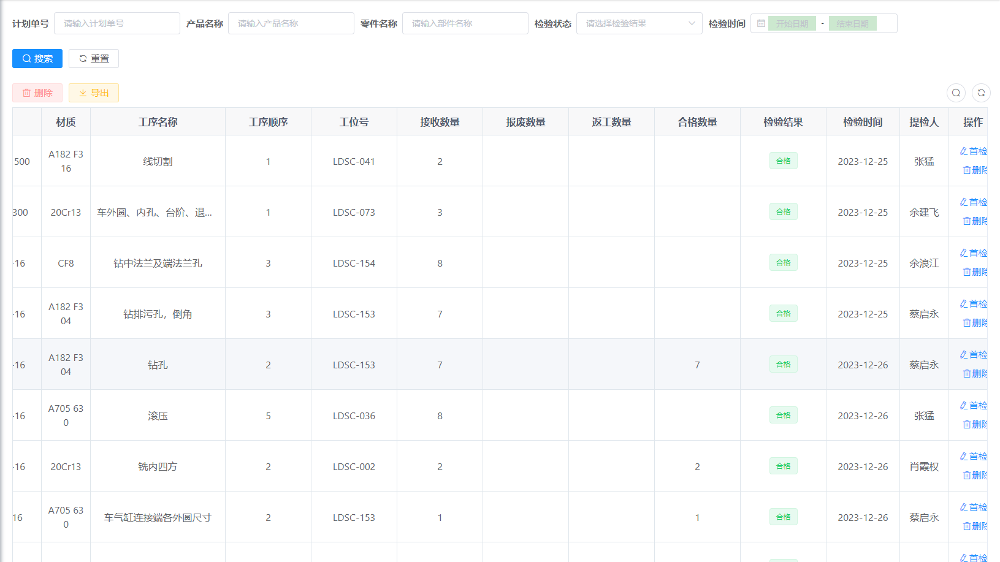 计划单号 请输入计划单号 产品名称 请输入产品名称 零件名称 请输入部件名称 检验状态 请选择检验结果 检验时间 开始日期 - 结束日期
搜索 重置
删除 导出
材质 工序名称 工序顺序 工位号 接收数量 报废数量 返工数量 合格数量 检验结果 检验时间 提检人 操作
500 A182 F3 线切割 1 LDSC-041 2 合格 2023-12-25 张猛 首检
16 删除
300 20Cr13 车外圆、内孔、台阶、退... 1 LDSC-073 3 合格 2023-12-25 余建飞 首检
删除
-16 CF8 钻中法兰及端法兰孔 3 LDSC-154 8 合格 2023-12-25 余浪江 首检
删除
-16 A182 F3 钻排污孔，倒角 3 LDSC-153 7 合格 2023-12-25 蔡启永 首检
04 删除
-16 A182 F3 钻孔 2 LDSC-153 7 7 合格 2023-12-26 蔡启永 首检
04 删除
-16 A705 63 滚压 5 LDSC-036 8 合格 2023-12-26 张猛 首检
0 删除
-16 20Cr13 铣内四方 2 LDSC-002 2 2 合格 2023-12-26 肖霞权 首检
删除
16 A705 63 车气缸连接端各外圆尺寸 2 LDSC-153 1 1 合格 2023-12-26 蔡启永 首检
0 删除
首检